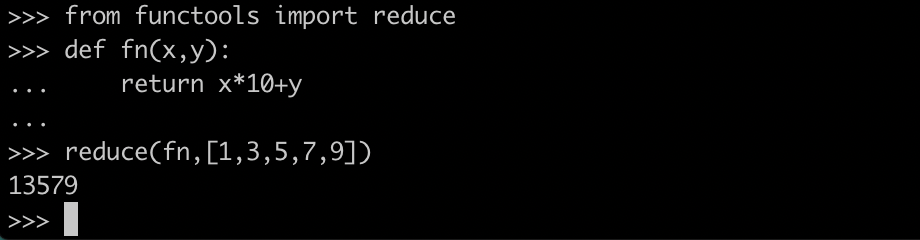 >>> from functools import reduce
>>> def fn(x,y):
...     return x*10+y
...
>>> reduce(fn,[1,3,5,7,9])
13579
>>>